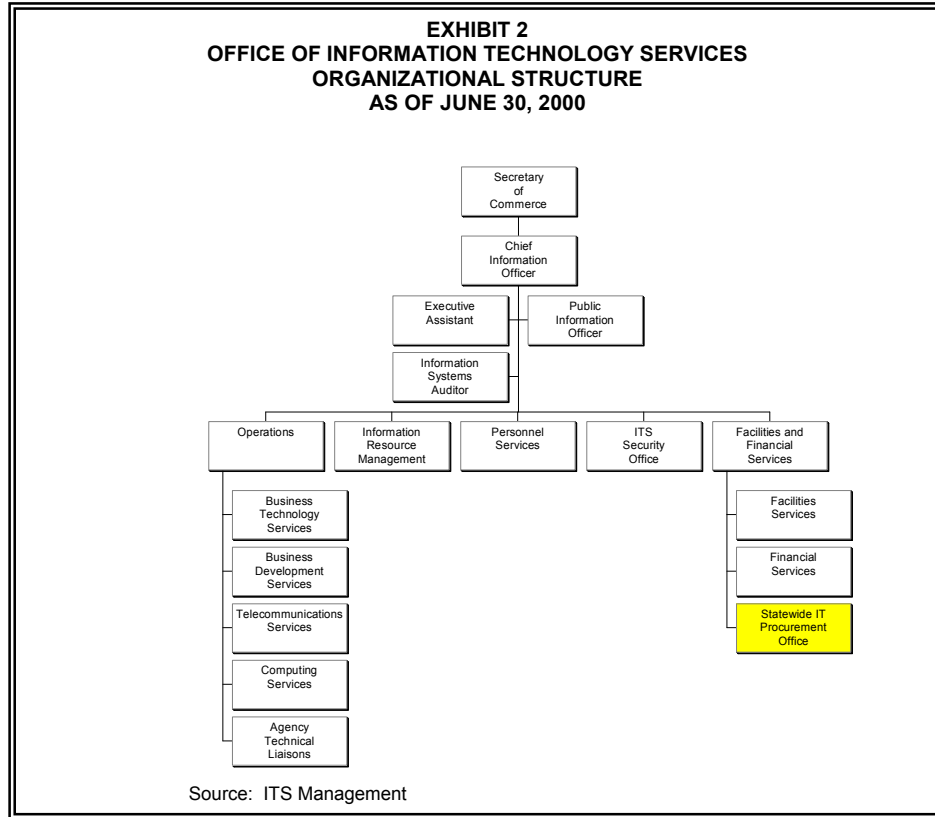 EXHIBIT 2
OFFICE OF INFORMATION TECHNOLOGY SERVICES
ORGANIZATIONAL STRUCTURE
AS OF JUNE 30, 2000
Secretary
of
Commerce
Chief
Information
Officer
Executive
Assistant
Public
Information
Officer
Information
Systems
Auditor
Operations
Information
Resource
Management
Personnel
Services
ITS
Security
Office
Facilities and
Financial
Services
Business
Technology
Services
Business
Development
Services
Telecommunications
Services
Computing
Services
Agency
Technical
Liaisons
Facilities
Services
Financial
Services
Statewide IT
Procurement
Office
Source: ITS Management